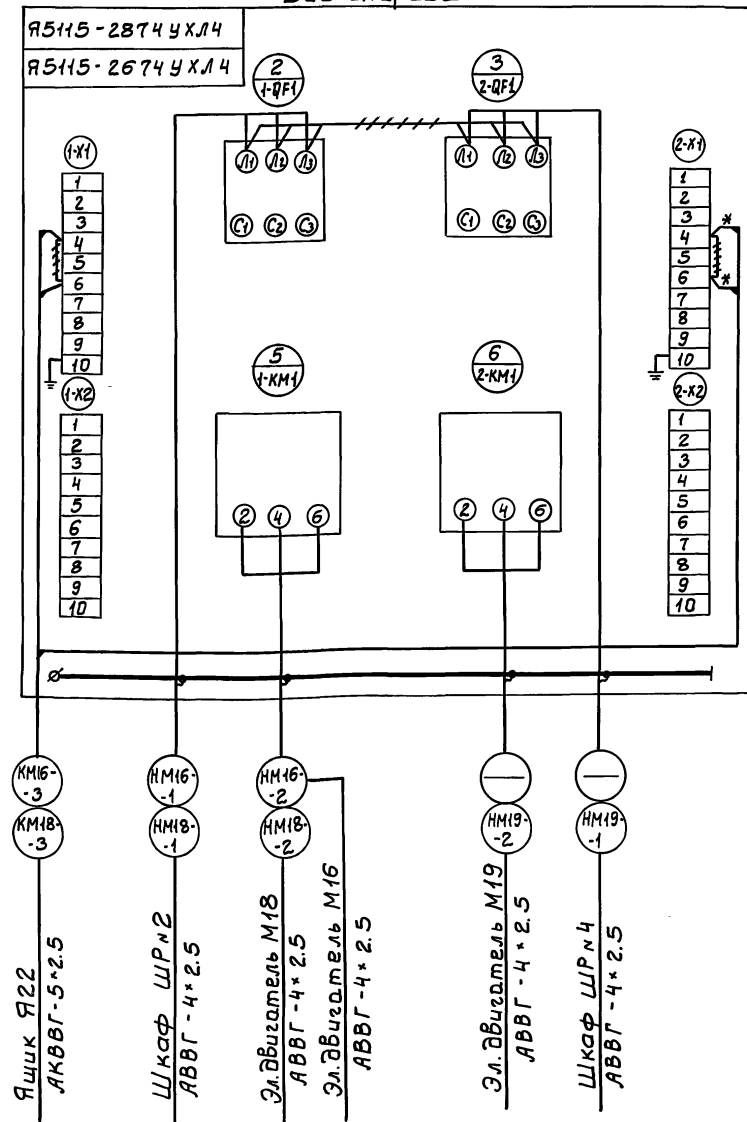 Я5115-2874УХЛ4
Я5115-2674УХЛ4
2
1-QF1
3
2-QF1
1-X1
1
2
3
4
5
6
7
8
9
10
Л1 Л2 Л3
С1 С2 С3
Л1 Л2 Л3
С1 С2 С3
2-X1
1
2
3
4
5
6
7
8
9
10
*
*
5
1-КМ1
6
2-КМ1
1-X2
1
2
3
4
5
6
7
8
9
10
2 4 6
2 4 6
2-X2
1
2
3
4
5
6
7
8
9
10
КМ16-
-3
КМ18-
-3
НМ16-
-1
НМ18-
-1
НМ16-
-2
НМ18-
-2
—
НМ19-
-2
—
НМ19-
-1
Ящик Я22
АКВВГ-5×2.5
Шкаф ШР№2
АВВГ-4×2.5
Эл.двигатель М18
АВВГ-4×2.5
Эл.двигатель М16
АВВГ-4×2.5
Эл.двигатель М19
АВВГ-4×2.5
Шкаф ШР№4
АВВГ-4×2.5